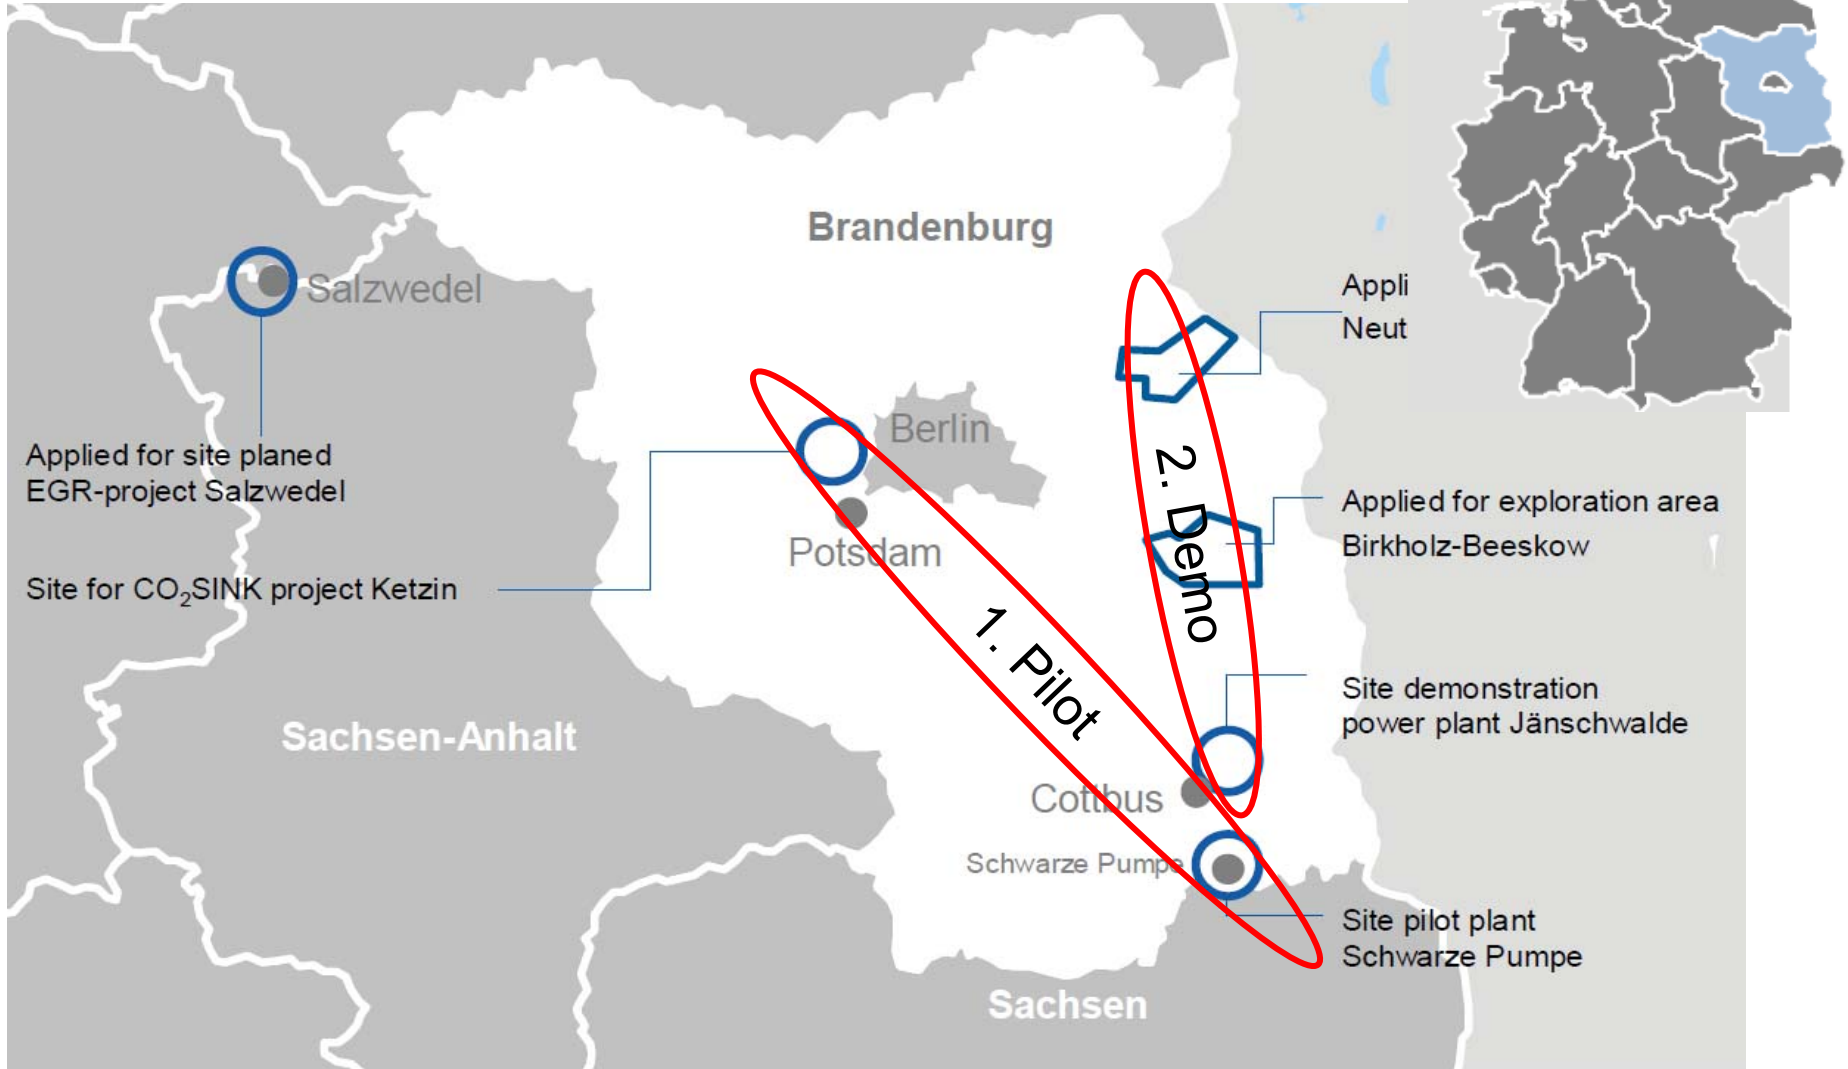 Brandenburg
Salzwedel
Appli
Neut
Berlin
Applied for site planed
EGR-project Salzwedel
2. Demo
Applied for exploration area
Birkholz-Beeskow
Potsdam
Site for CO₂SINK project Ketzin
1. Pilot
Site demonstration
power plant Jänschwalde
Sachsen-Anhalt
Cottbus
Schwarze Pumpe
Site pilot plant
Schwarze Pumpe
Sachsen